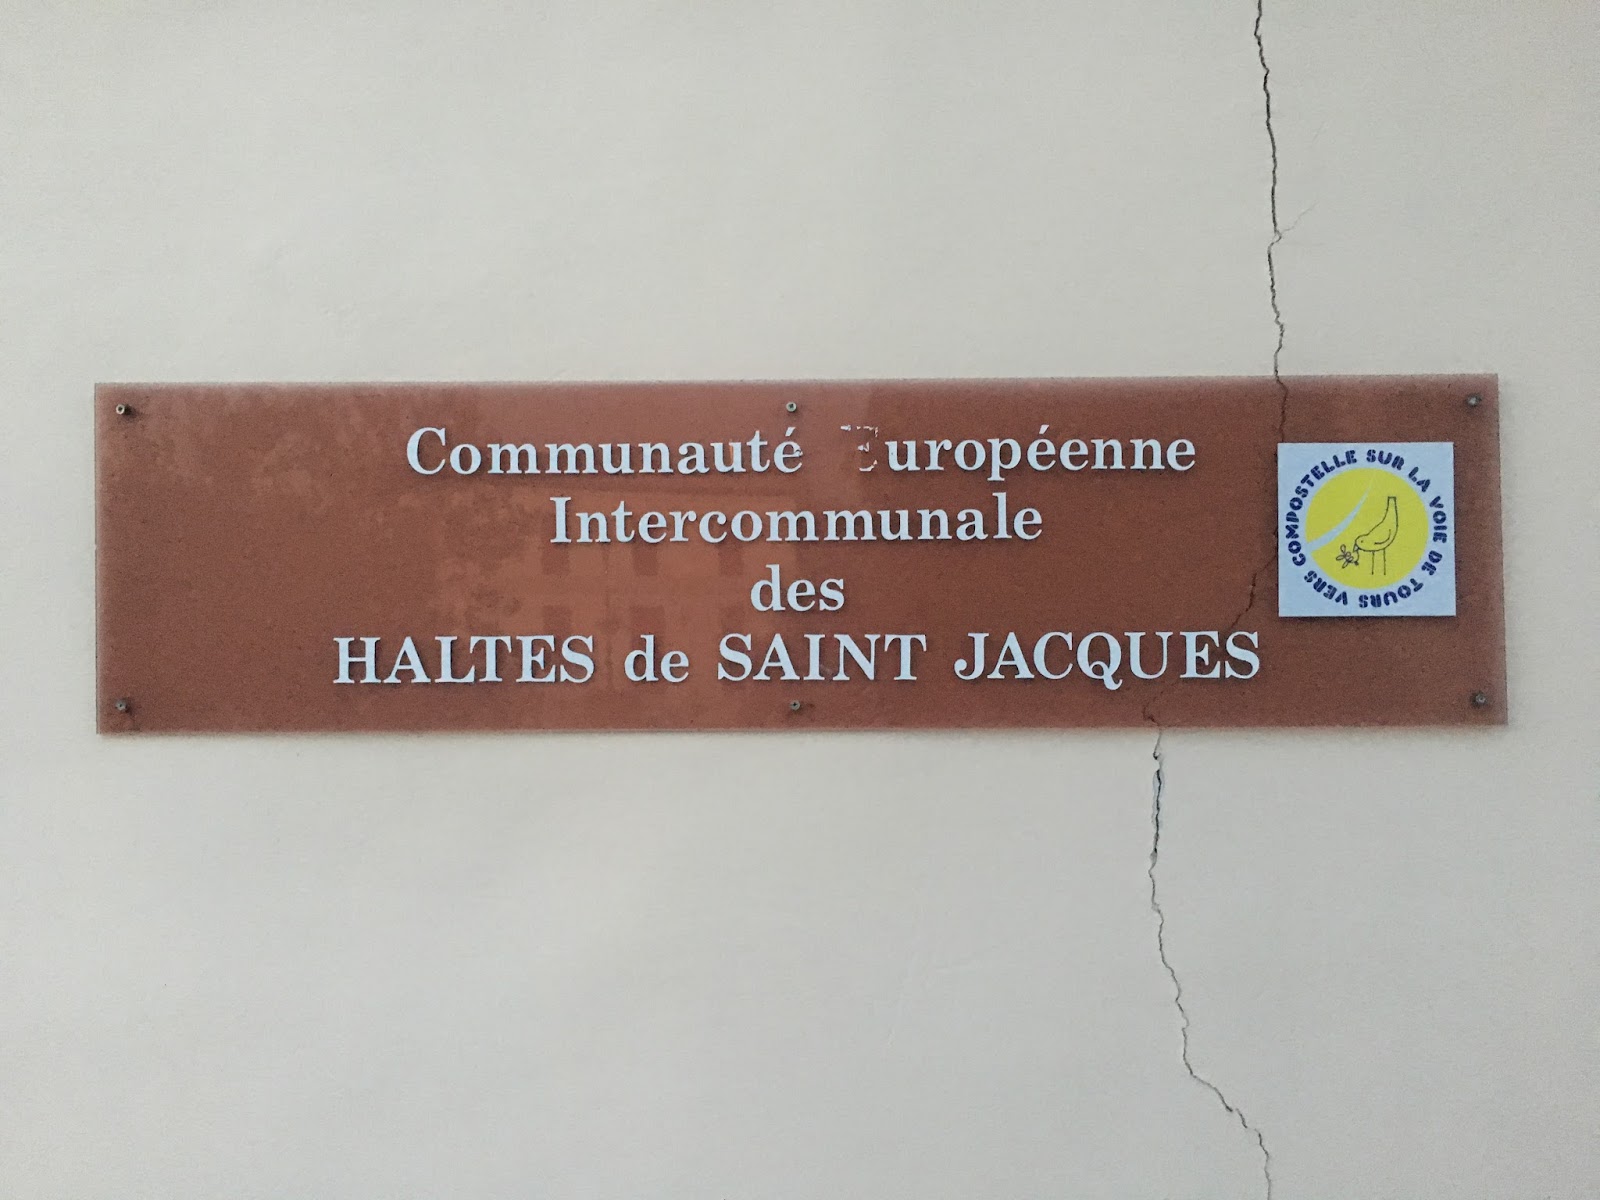 Communauté Européenne
Intercommunale
des
HALTES de SAINT JACQUES
COMPOSTELLE SUR LA VOIE DE TOURS VERS